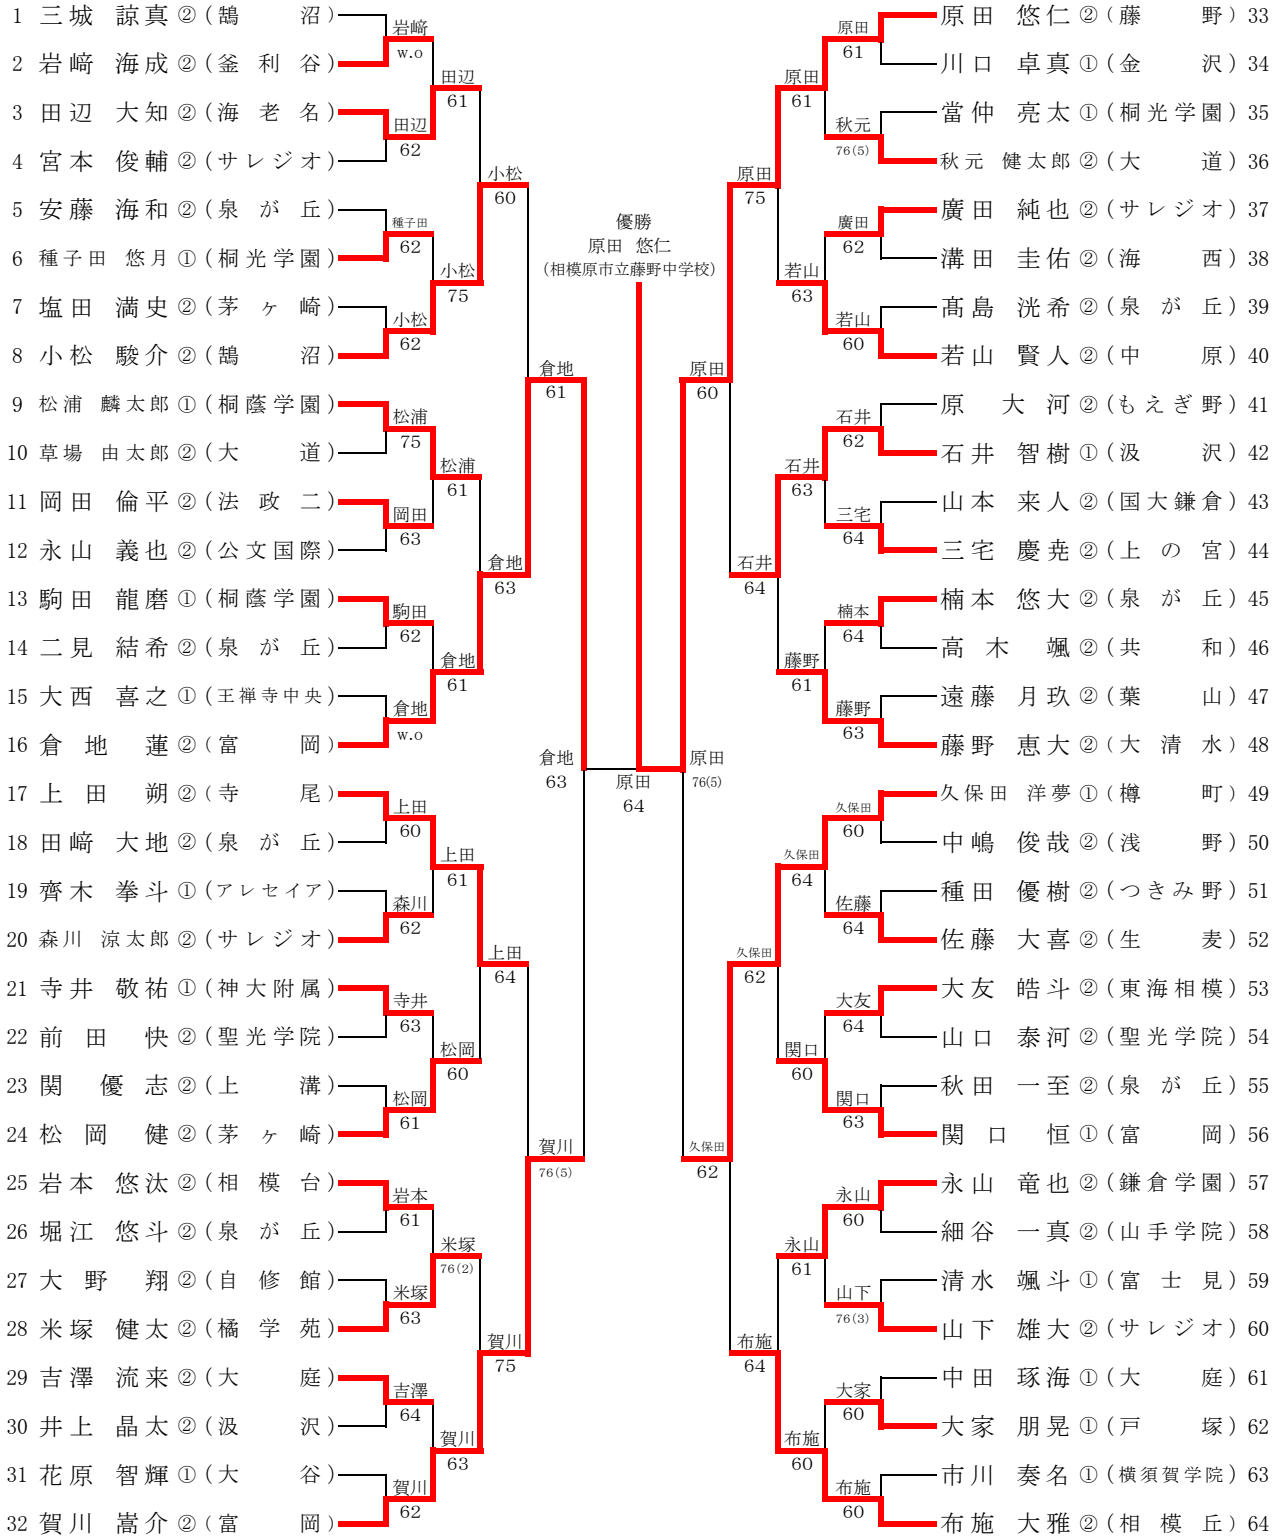 1 三城 諒真 ② (鵠 沼)
2 岩﨑 海成 ② (釜利谷)
3 田辺 大知 ② (海老名)
4 宮本 俊輔 ② (サレジオ)
5 安藤 海和 ② (泉が丘)
6 種子田 悠月 ① (桐光学園)
7 塩田 満史 ② (茅ヶ崎)
8 小松 駿介 ② (鵠 沼)
9 松浦 麟太郎 ① (桐蔭学園)
10 草場 由太郎 ② (大 道)
11 岡田 倫平 ② (法政二)
12 永山 義也 ② (公文国際)
13 駒田 龍磨 ① (桐蔭学園)
14 二見 結希 ② (泉が丘)
15 大西 喜之 ① (王禅寺中央)
16 倉地 蓮 ② (富 岡)
17 上田 朔 ② (寺 尾)
18 田﨑 大地 ② (泉が丘)
19 齊木 拳斗 ① (アレセイア)
20 森川 涼太郎 ② (サレジオ)
21 寺井 敬祐 ① (神大附属)
22 前田 快 ② (聖光学院)
23 関 優志 ② (上 溝)
24 松岡 健 ② (茅ヶ崎)
25 岩本 悠汰 ② (相模台)
26 堀江 悠斗 ② (泉が丘)
27 大野 翔 ② (自修館)
28 米塚 健太 ② (橘学苑)
29 吉澤 流来 ② (大 庭)
30 井上 晶太 ② (汲 沢)
31 花原 智輝 ① (大 谷)
32 賀川 嵩介 ② (富 岡)
岩﨑
w.o
田辺
62
種子田
62
小松
62
松浦
75
岡田
63
駒田
62
倉地
w.o
上田
60
森川
62
寺井
63
松岡
61
岩本
61
米塚
63
吉澤
64
賀川
62
田辺
61
小松
75
松浦
61
倉地
61
上田
61
松岡
60
米塚
76(2)
賀川
63
小松
60
倉地
63
上田
64
賀川
75
倉地
61
賀川
76(5)
倉地
63
優勝
原田 悠仁
(相模原市立藤野中学校)
原田
64
原田
76(5)
原田
60
久保田
62
原田
75
石井
64
久保田
62
布施
64
原田
61
若山
63
石井
63
藤野
61
久保田
64
関口
60
永山
61
布施
60
原田
61
秋元
76(5)
廣田
62
若山
60
石井
62
三宅
64
楠本
64
藤野
63
久保田
60
佐藤
64
大友
64
関口
63
永山
60
山下
76(3)
大家
60
布施
60
原田 悠仁 ② (藤 野) 33
川口 卓真 ① (金 沢) 34
當仲 亮太 ① (桐光学園) 35
秋元 健太郎 ② (大 道) 36
廣田 純也 ② (サレジオ) 37
溝田 圭佑 ② (海 西) 38
髙島 洸希 ② (泉が丘) 39
若山 賢人 ② (中 原) 40
原 大河 ② (もえぎ野) 41
石井 智樹 ① (汲 沢) 42
山本 来人 ② (国大鎌倉) 43
三宅 慶尭 ② (上の宮) 44
楠本 悠大 ② (泉が丘) 45
高木 颯 ② (共 和) 46
遠藤 月玖 ② (葉 山) 47
藤野 恵大 ② (大清水) 48
久保田 洋夢 ① (樽 町) 49
中嶋 俊哉 ② (浅 野) 50
種田 優樹 ② (つきみ野) 51
佐藤 大喜 ② (生 麦) 52
大友 皓斗 ② (東海相模) 53
山口 泰河 ② (聖光学院) 54
秋田 一至 ② (泉が丘) 55
関口 恒 ① (富 岡) 56
永山 竜也 ② (鎌倉学園) 57
細谷 一真 ② (山手学院) 58
清水 颯斗 ① (富士見) 59
山下 雄大 ② (サレジオ) 60
中田 琢海 ① (大 庭) 61
大家 朋晃 ① (戸 塚) 62
市川 奏名 ① (横須賀学院) 63
布施 大雅 ② (相模丘) 64